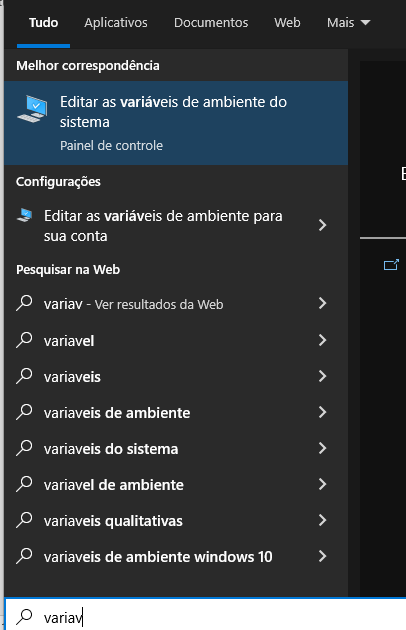 Tudo Aplicativos Documentos Web Mais
Melhor correspondência
Editar as variáveis de ambiente do
sistema
Painel de controle
Configurações
Editar as variáveis de ambiente para
sua conta
Pesquisar na Web
variav - Ver resultados da Web
variavel
variaveis
variaveis de ambiente
variaveis do sistema
variavel de ambiente
variaveis qualitativas
variaveis de ambiente windows 10
variav